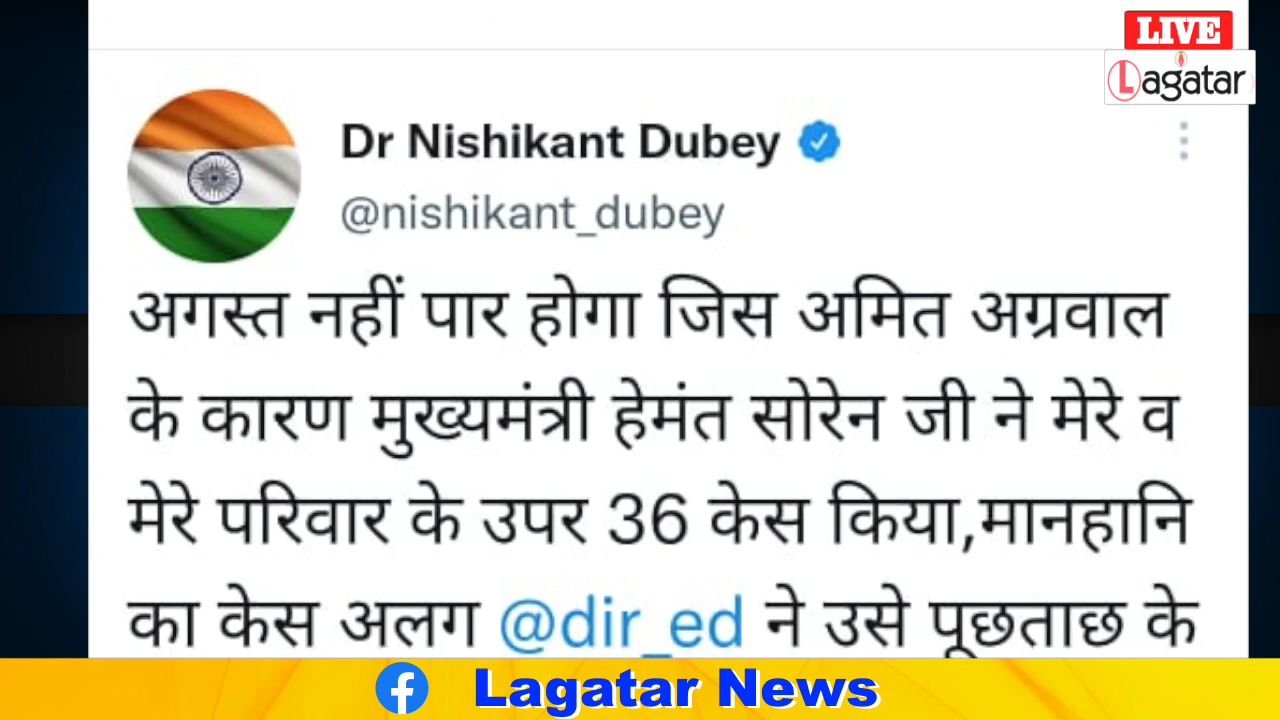 LIVE
Lagatar
Dr Nishikant Dubey
@nishikant_dubey
अगस्त नहीं पार होगा जिस अमित अग्रवाल
के कारण मुख्यमंत्री हेमंत सोरेन जी ने मेरे व
मेरे परिवार के उपर 36 केस किया,मानहानि
का केस अलग @dir_ed ने उसे पूछताछ के
Lagatar News